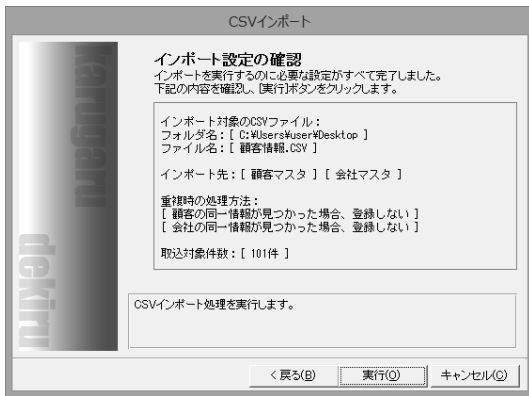 CSVインポート
インポート設定の確認
インポートを実行するのに必要な設定がすべて完了しました。
下記の内容を確認し、[実行]ボタンをクリックします。
インポート対象のCSVファイル：
フォルダ名：[ C:¥Users¥user¥Desktop ]
ファイル名：[ 顧客情報.CSV ]
インポート先：[ 顧客マスタ ] [ 会社マスタ ]
重複時の処理方法：
[ 顧客の同一情報が見つかった場合、登録しない ]
[ 会社の同一情報が見つかった場合、登録しない ]
取込対象件数：[ 101件 ]
karugaru
dekiru
CSVインポート処理を実行します。
< 戻る(B)
実行(O)
キャンセル(C)